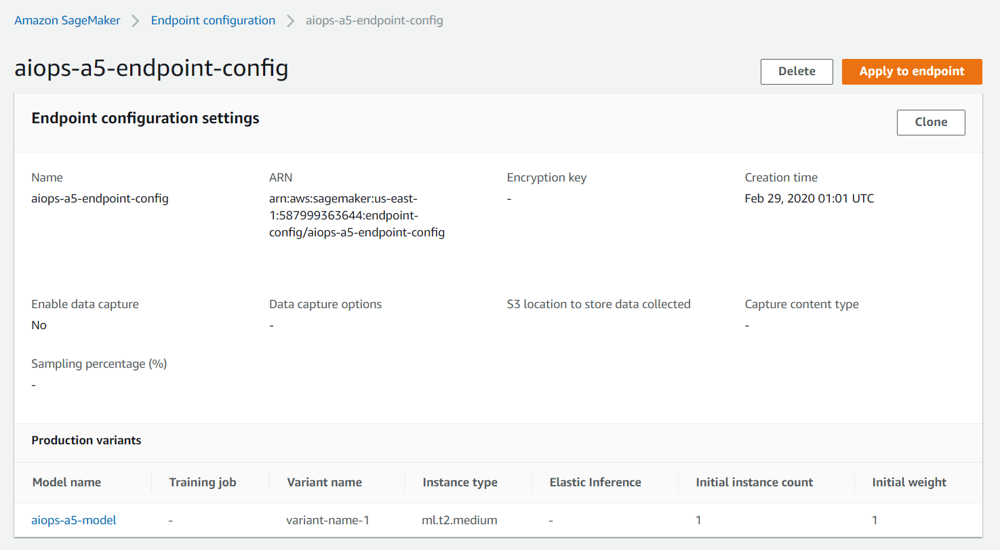 Amazon SageMaker > Endpoint configuration > aiops-a5-endpoint-config
aiops-a5-endpoint-config
Delete
Apply to endpoint
Endpoint configuration settings
Clone
Name
ARN
Encryption key
Creation time
aiops-a5-endpoint-config
arn:aws:sagemaker:us-east-
1:587999363644:endpoint-
config/aiops-a5-endpoint-config
-
Feb 29, 2020 01:01 UTC
Enable data capture
Data capture options
S3 location to store data collected
Capture content type
No
-
-
Sampling percentage (%)
-
Production variants
Model name
Training job
Variant name
Instance type
Elastic Inference
Initial instance count
Initial weight
aiops-a5-model
-
variant-name-1
ml.t2.medium
-
1
1